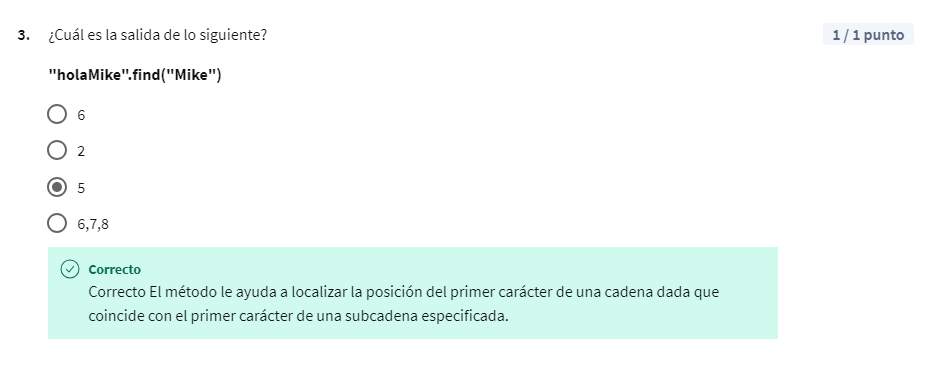 3. ¿Cuál es la salida de lo siguiente? 1 / 1 punto
"holaMike".find("Mike")
6
2
5
6,7,8
Correcto
Correcto El método le ayuda a localizar la posición del primer carácter de una cadena dada que
coincide con el primer carácter de una subcadena especificada.